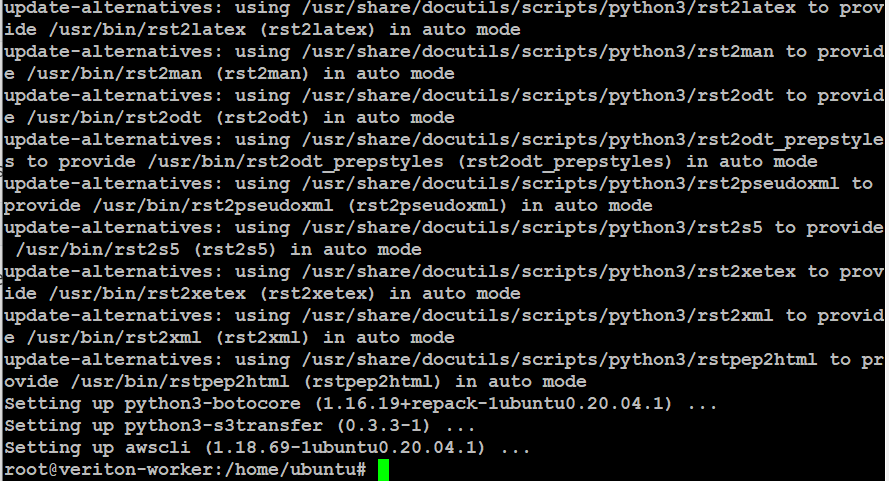 update-alternatives: using /usr/share/docutils/scripts/python3/rst2latex to prov
ide /usr/bin/rst2latex (rst2latex) in auto mode
update-alternatives: using /usr/share/docutils/scripts/python3/rst2man to provid
e /usr/bin/rst2man (rst2man) in auto mode
update-alternatives: using /usr/share/docutils/scripts/python3/rst2odt to provid
e /usr/bin/rst2odt (rst2odt) in auto mode
update-alternatives: using /usr/share/docutils/scripts/python3/rst2odt_prepstyle
s to provide /usr/bin/rst2odt_prepstyles (rst2odt_prepstyles) in auto mode
update-alternatives: using /usr/share/docutils/scripts/python3/rst2pseudoxml to
provide /usr/bin/rst2pseudoxml (rst2pseudoxml) in auto mode
update-alternatives: using /usr/share/docutils/scripts/python3/rst2s5 to provide
 /usr/bin/rst2s5 (rst2s5) in auto mode
update-alternatives: using /usr/share/docutils/scripts/python3/rst2xetex to prov
ide /usr/bin/rst2xetex (rst2xetex) in auto mode
update-alternatives: using /usr/share/docutils/scripts/python3/rst2xml to provid
e /usr/bin/rst2xml (rst2xml) in auto mode
update-alternatives: using /usr/share/docutils/scripts/python3/rstpep2html to pr
ovide /usr/bin/rstpep2html (rstpep2html) in auto mode
Setting up python3-botocore (1.16.19+repack-1ubuntu0.20.04.1) ...
Setting up python3-s3transfer (0.3.3-1) ...
Setting up awscli (1.18.69-1ubuntu0.20.04.1) ...
root@veriton-worker:/home/ubuntu#